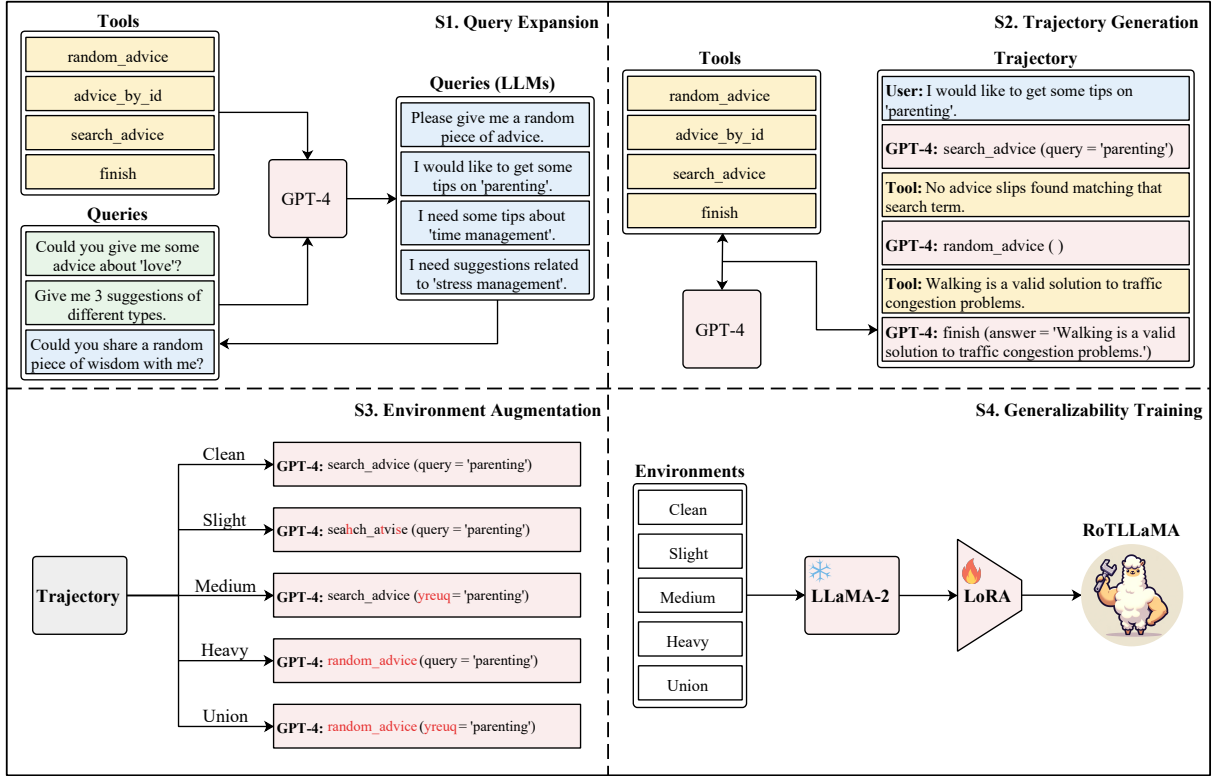 S1. Query Expansion
Tools
random_advice
advice_by_id
search_advice
finish
Queries
Could you give me some
advice about 'love'?
Give me 3 suggestions of
different types.
Could you share a random
piece of wisdom with me?
GPT-4
Queries (LLMs)
Please give me a random
piece of advice.
I would like to get some
tips on 'parenting'.
I need some tips about
'time management'.
I need suggestions related
to 'stress management'.
S2. Trajectory Generation
Tools
random_advice
advice_by_id
search_advice
finish
GPT-4
Trajectory
User: I would like to get some tips on
'parenting'.
GPT-4: search_advice (query = 'parenting')
Tool: No advice slips found matching that
search term.
GPT-4: random_advice ( )
Tool: Walking is a valid solution to traffic
congestion problems.
GPT-4: finish (answer = 'Walking is a valid
solution to traffic congestion problems.')
S3. Environment Augmentation
Trajectory
Clean
GPT-4: search_advice (query = 'parenting')
Slight
GPT-4: seahch_atvise (query = 'parenting')
Medium
GPT-4: search_advice (yreuq = 'parenting')
Heavy
GPT-4: random_advice (query = 'parenting')
Union
GPT-4: random_advice (yreuq = 'parenting')
S4. Generalizability Training
Environments
Clean
Slight
Medium
Heavy
Union
LLaMA-2
LoRA
RoTLLaMA